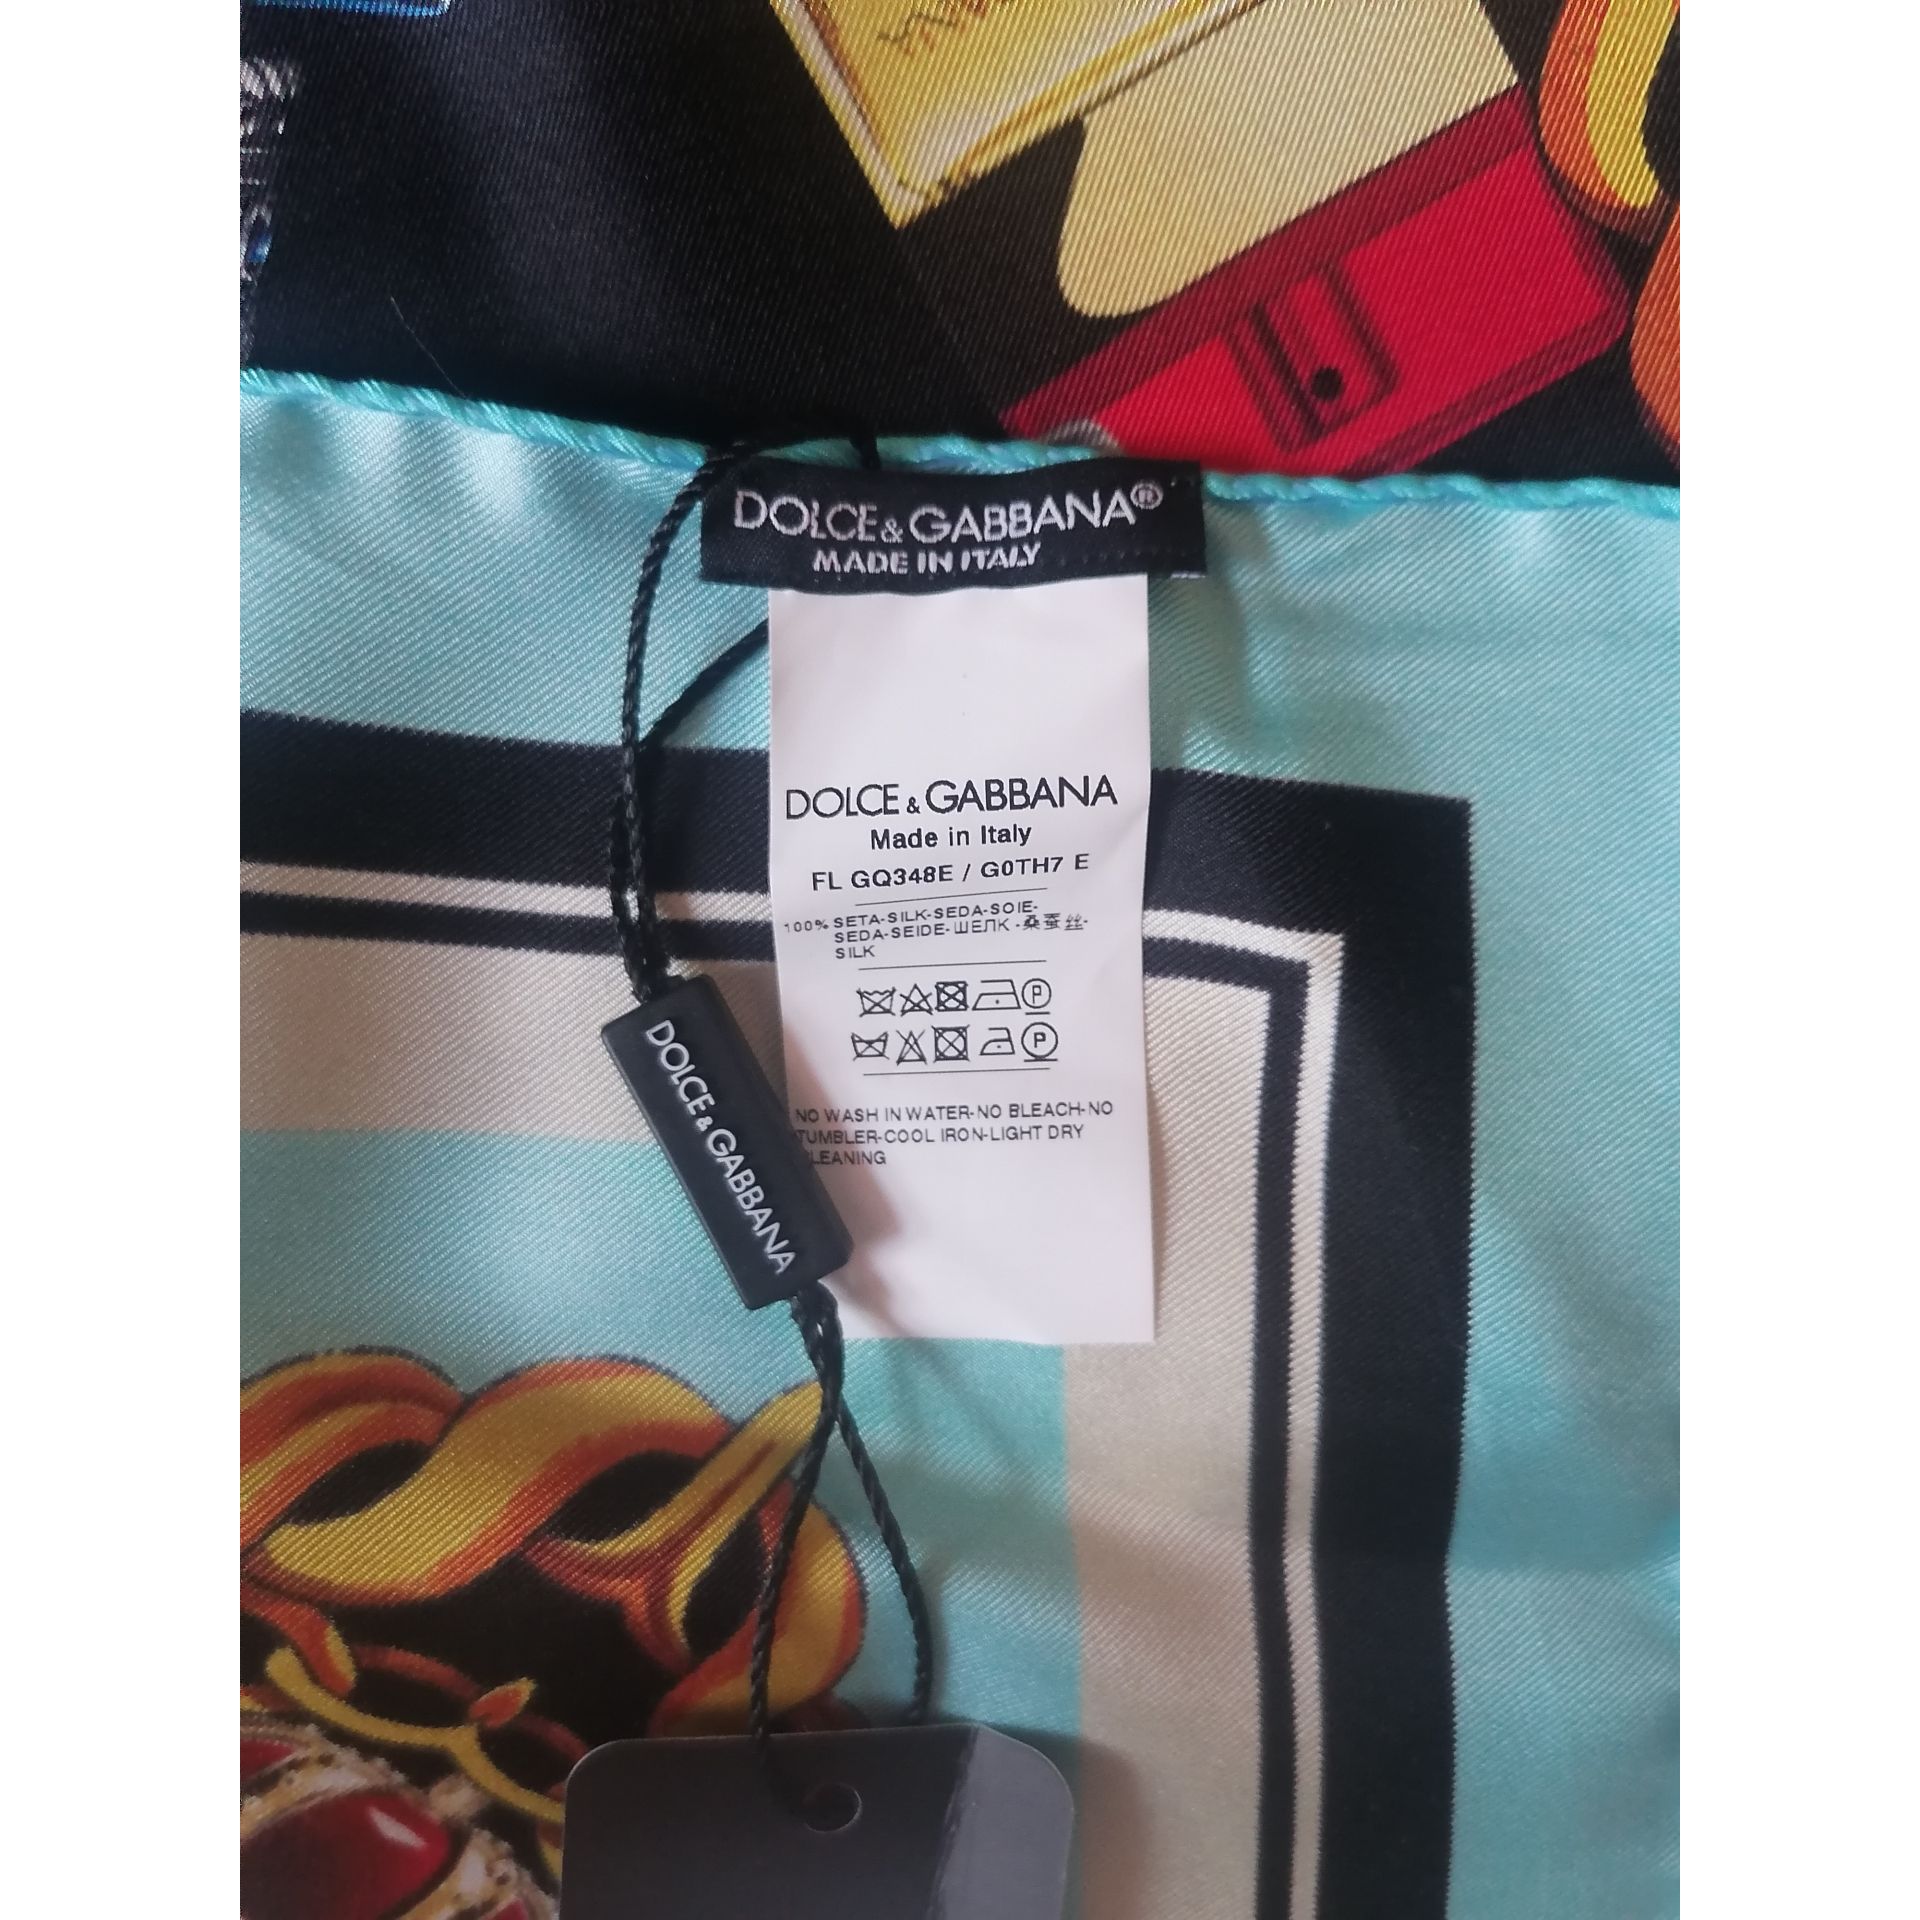 DOLCE&GABBANA®
MADE IN ITALY
DOLCE & GABBANA
Made in Italy
FL GQ348E / G0TH7 E
100% SETA-SILK-SEDA-SOIE-
SEDA-SEIDE-ШЕЛК -桑蚕丝-
SILK
P
P
NO WASH IN WATER-NO BLEACH-NO
TUMBLER-COOL IRON-LIGHT DRY
LEANING
DOLCE&GABBANA